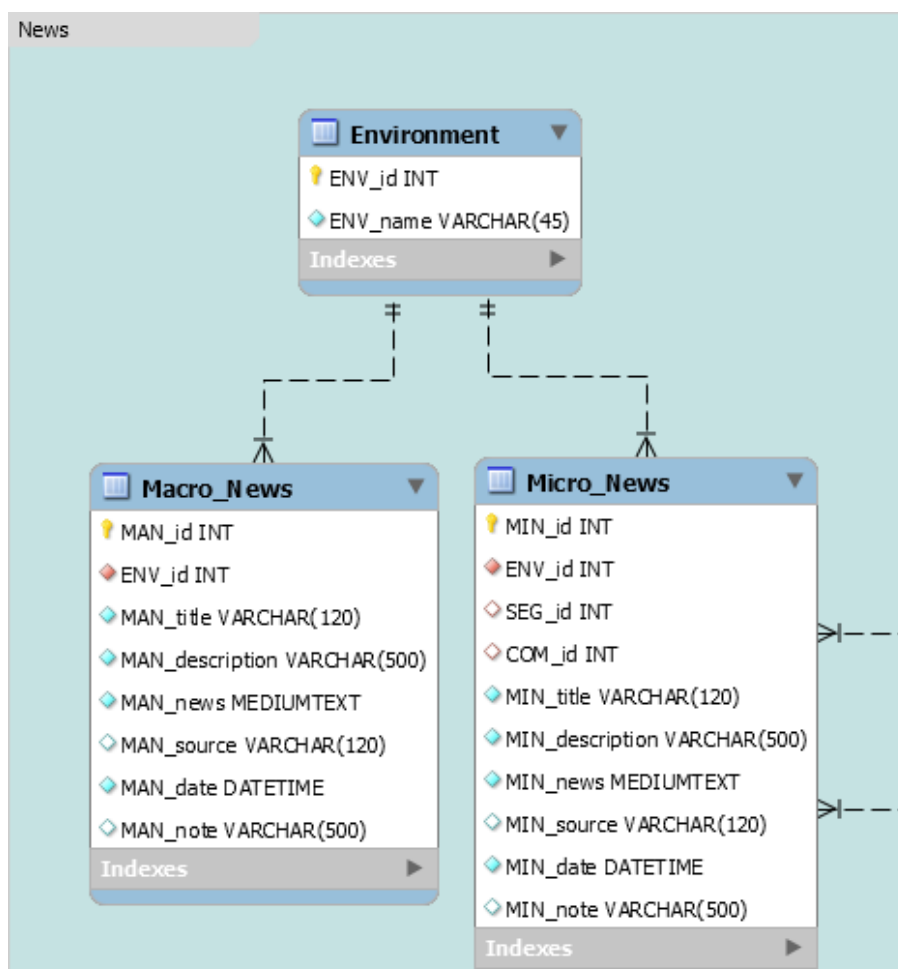 News
Environment
ENV_id INT
ENV_name VARCHAR(45)
Indexes
Macro_News
MAN_id INT
ENV_id INT
MAN_title VARCHAR(120)
MAN_description VARCHAR(500)
MAN_news MEDIUMTEXT
MAN_source VARCHAR(120)
MAN_date DATETIME
MAN_note VARCHAR(500)
Indexes
Micro_News
MIN_id INT
ENV_id INT
SEG_id INT
COM_id INT
MIN_title VARCHAR(120)
MIN_description VARCHAR(500)
MIN_news MEDIUMTEXT
MIN_source VARCHAR(120)
MIN_date DATETIME
MIN_note VARCHAR(500)
Indexes